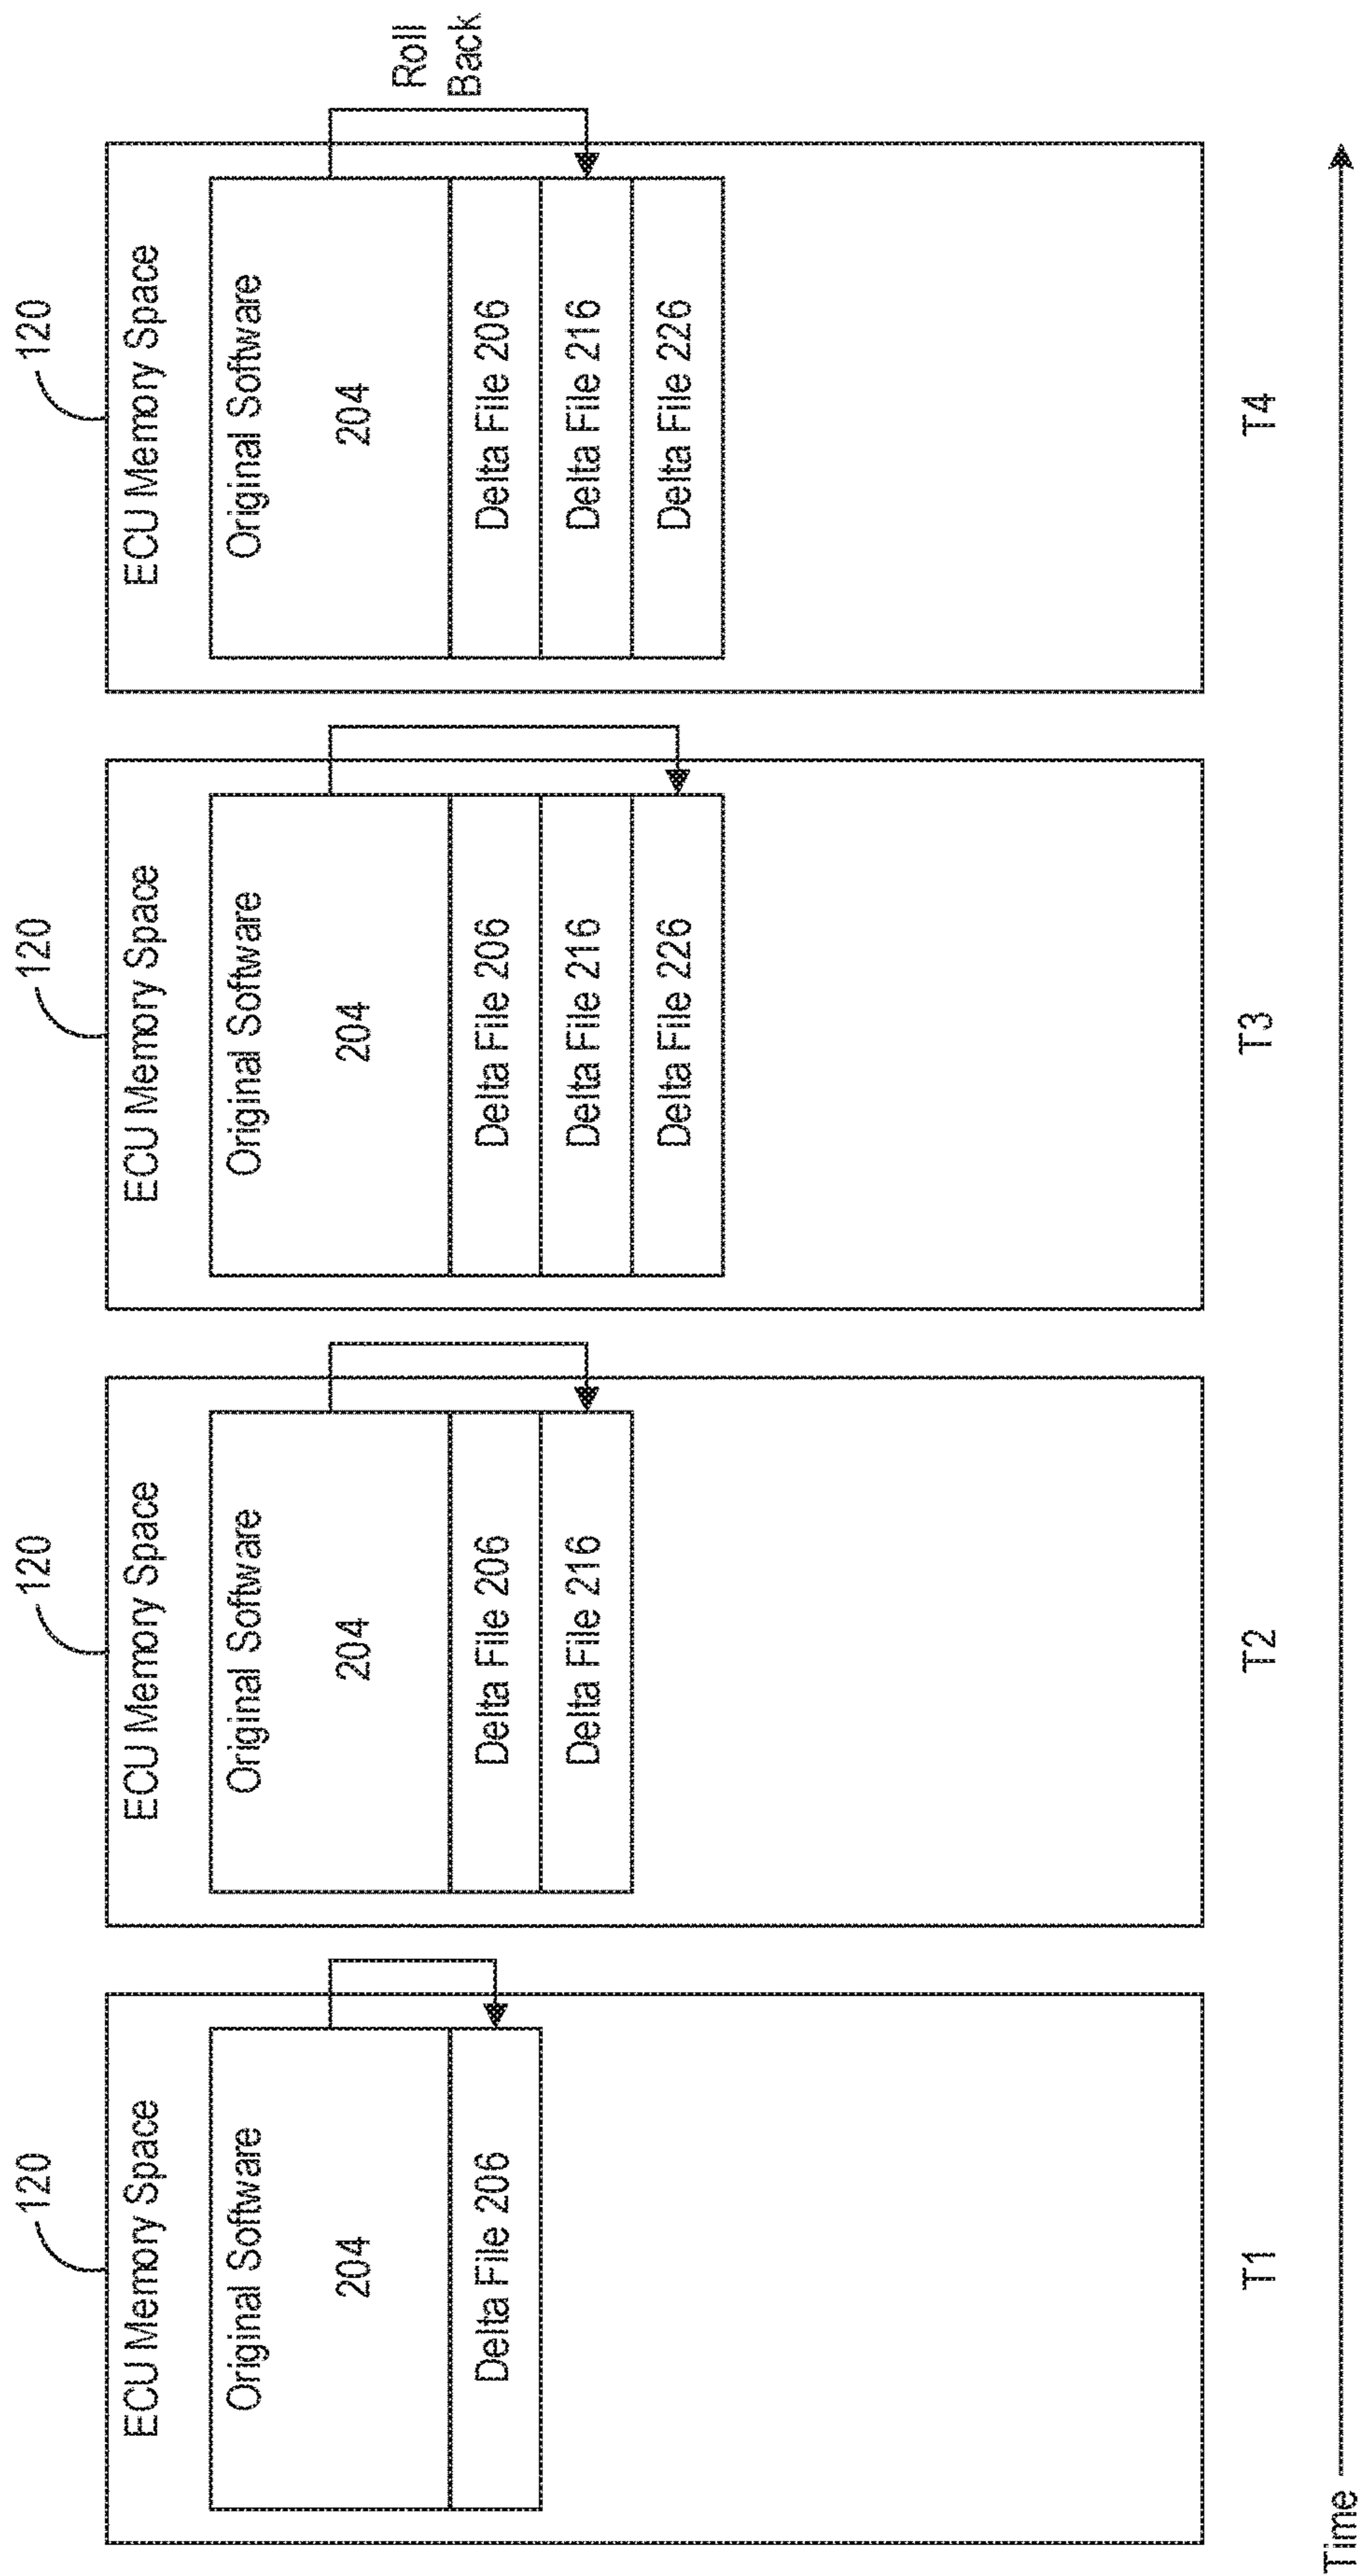 120
ECU Memory Space
Original Software
204
Delta File 206
T1
120
ECU Memory Space
Original Software
204
Delta File 206
Delta File 216
T2
120
ECU Memory Space
Original Software
204
Delta File 206
Delta File 216
Delta File 226
T3
120
ECU Memory Space
Original Software
204
Delta File 206
Delta File 216
Delta File 226
T4
Roll
Back
Time